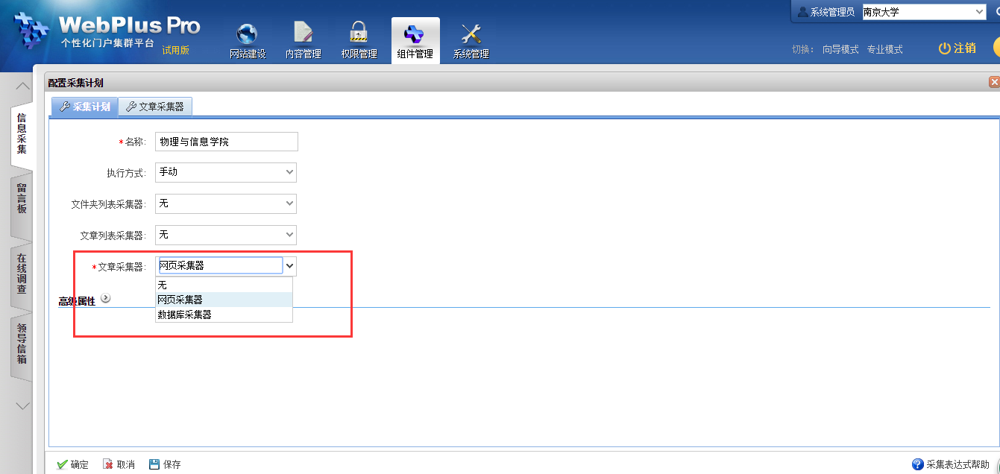 WebPlus Pro
个性化门户集群平台 试用版
网站建设 内容管理 权限管理 组件管理 系统管理
系统管理员 南京大学
切换： 向导模式 专业模式 注销
配置采集计划
采集计划 文章采集器
信息采集
留言板
在线调查
领导信箱
*名称: 物理与信息学院
执行方式: 手动
文件夹列表采集器: 无
文章列表采集器: 无
*文章采集器: 网页采集器
无
网页采集器
数据库采集器
高级属性
确定 取消 保存 采集表达式帮助